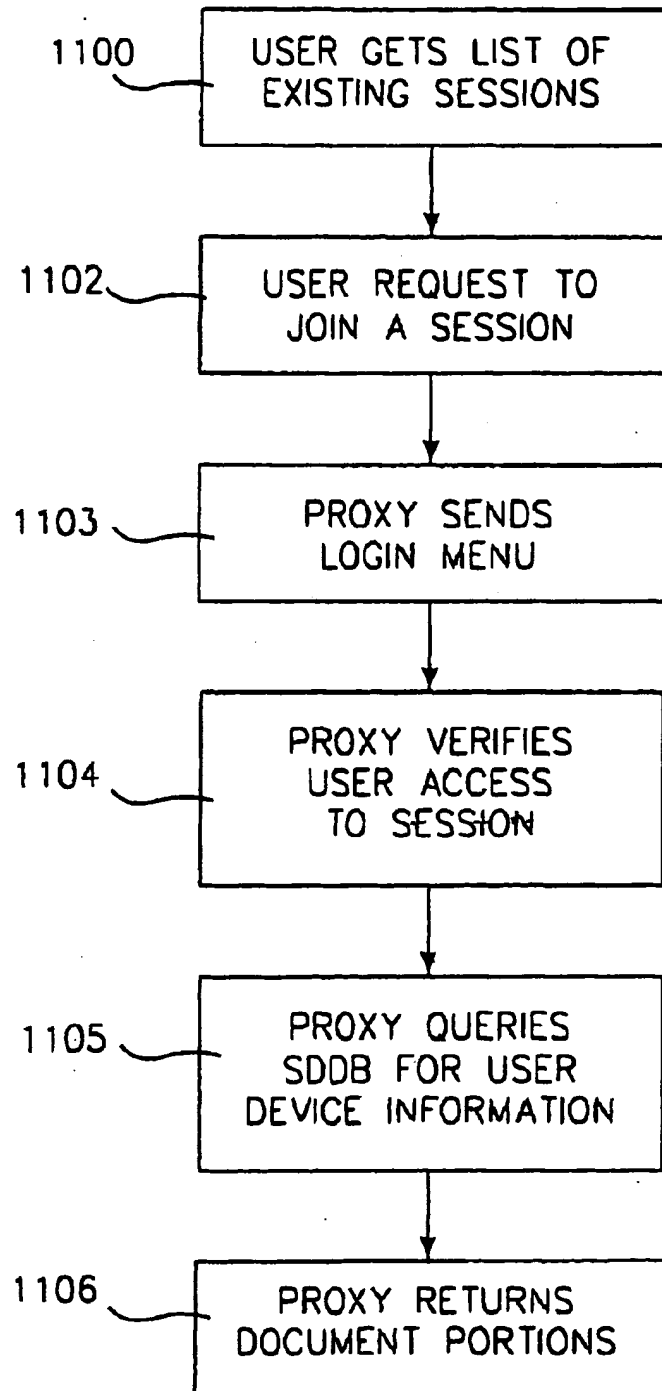 1100
USER GETS LIST OF
EXISTING SESSIONS
1102
USER REQUEST TO
JOIN A SESSION
1103
PROXY SENDS
LOGIN MENU
1104
PROXY VERIFIES
USER ACCESS
TO SESSION
1105
PROXY QUERIES
SDDB FOR USER
DEVICE INFORMATION
1106
PROXY RETURNS
DOCUMENT PORTIONS